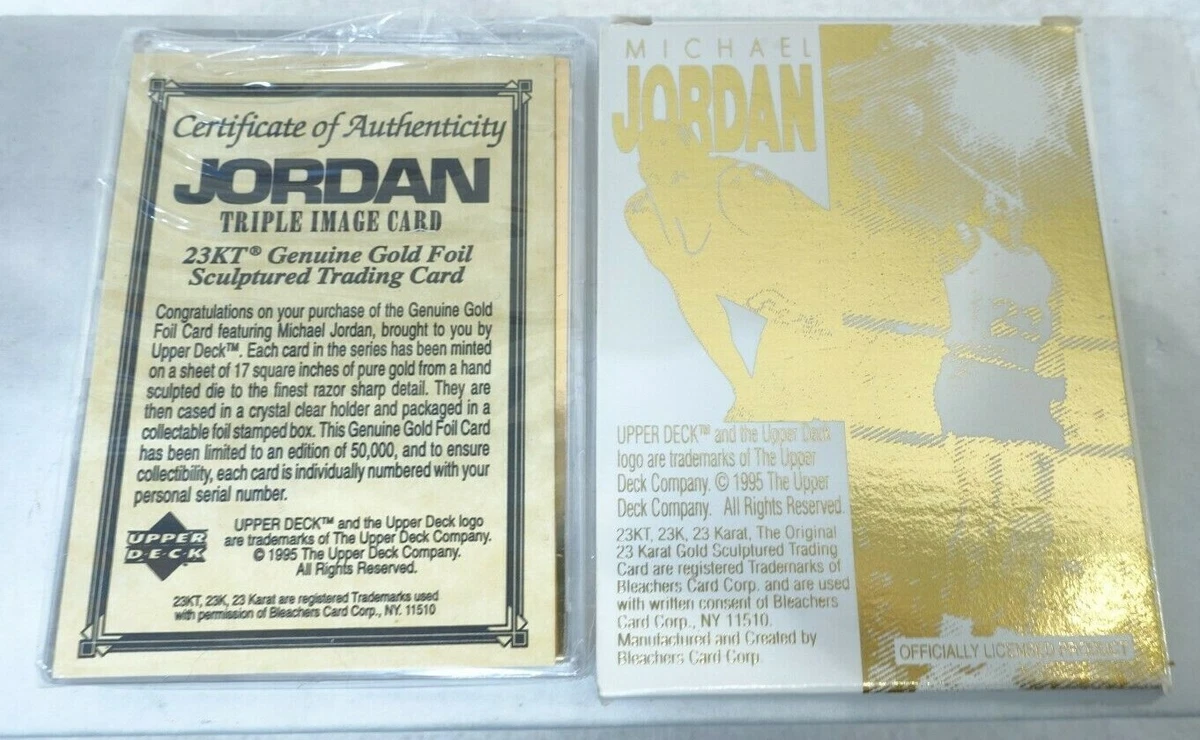 Certificate of Authenticity
JORDAN
TRIPLE IMAGE CARD
23KT® Genuine Gold Foil
Sculptured Trading Card
Congratulations on your purchase of the Genuine Gold
Foil Card featuring Michael Jordan, brought to you by
Upper Deck™. Each card in the series has been minted
on a sheet of 17 square inches of pure gold from a hand
sculpted die to the finest razor sharp detail. They are
then cased in a crystal clear holder and packaged in a
collectable foil stamped box. This Genuine Gold Foil Card
has been limited to an edition of 50,000, and to ensure
collectibility, each card is individually numbered with your
personal serial number.
UPPER
D·E·C·K
UPPER DECK™ and the Upper Deck logo
are trademarks of The Upper Deck Company.
© 1995 The Upper Deck Company.
All Rights Reserved.
23KT, 23K, 23 Karat are registered Trademarks used
with permission of Bleachers Card Corp., NY. 11510
MICHAEL
JORDAN
UPPER DECK™ and the Upper Deck
logo are trademarks of The Upper
Deck Company. © 1995 The Upper
Deck Company. All Rights Reserved.
23KT, 23K, 23 Karat, The Original
23 Karat Gold Sculptured Trading
Card are registered Trademarks of
Bleachers Card Corp. and are used
with written consent of Bleachers
Card Corp., NY 11510.
Manufactured and Created by
Bleachers Card Corp.
OFFICIALLY LICENSED PRODUCT